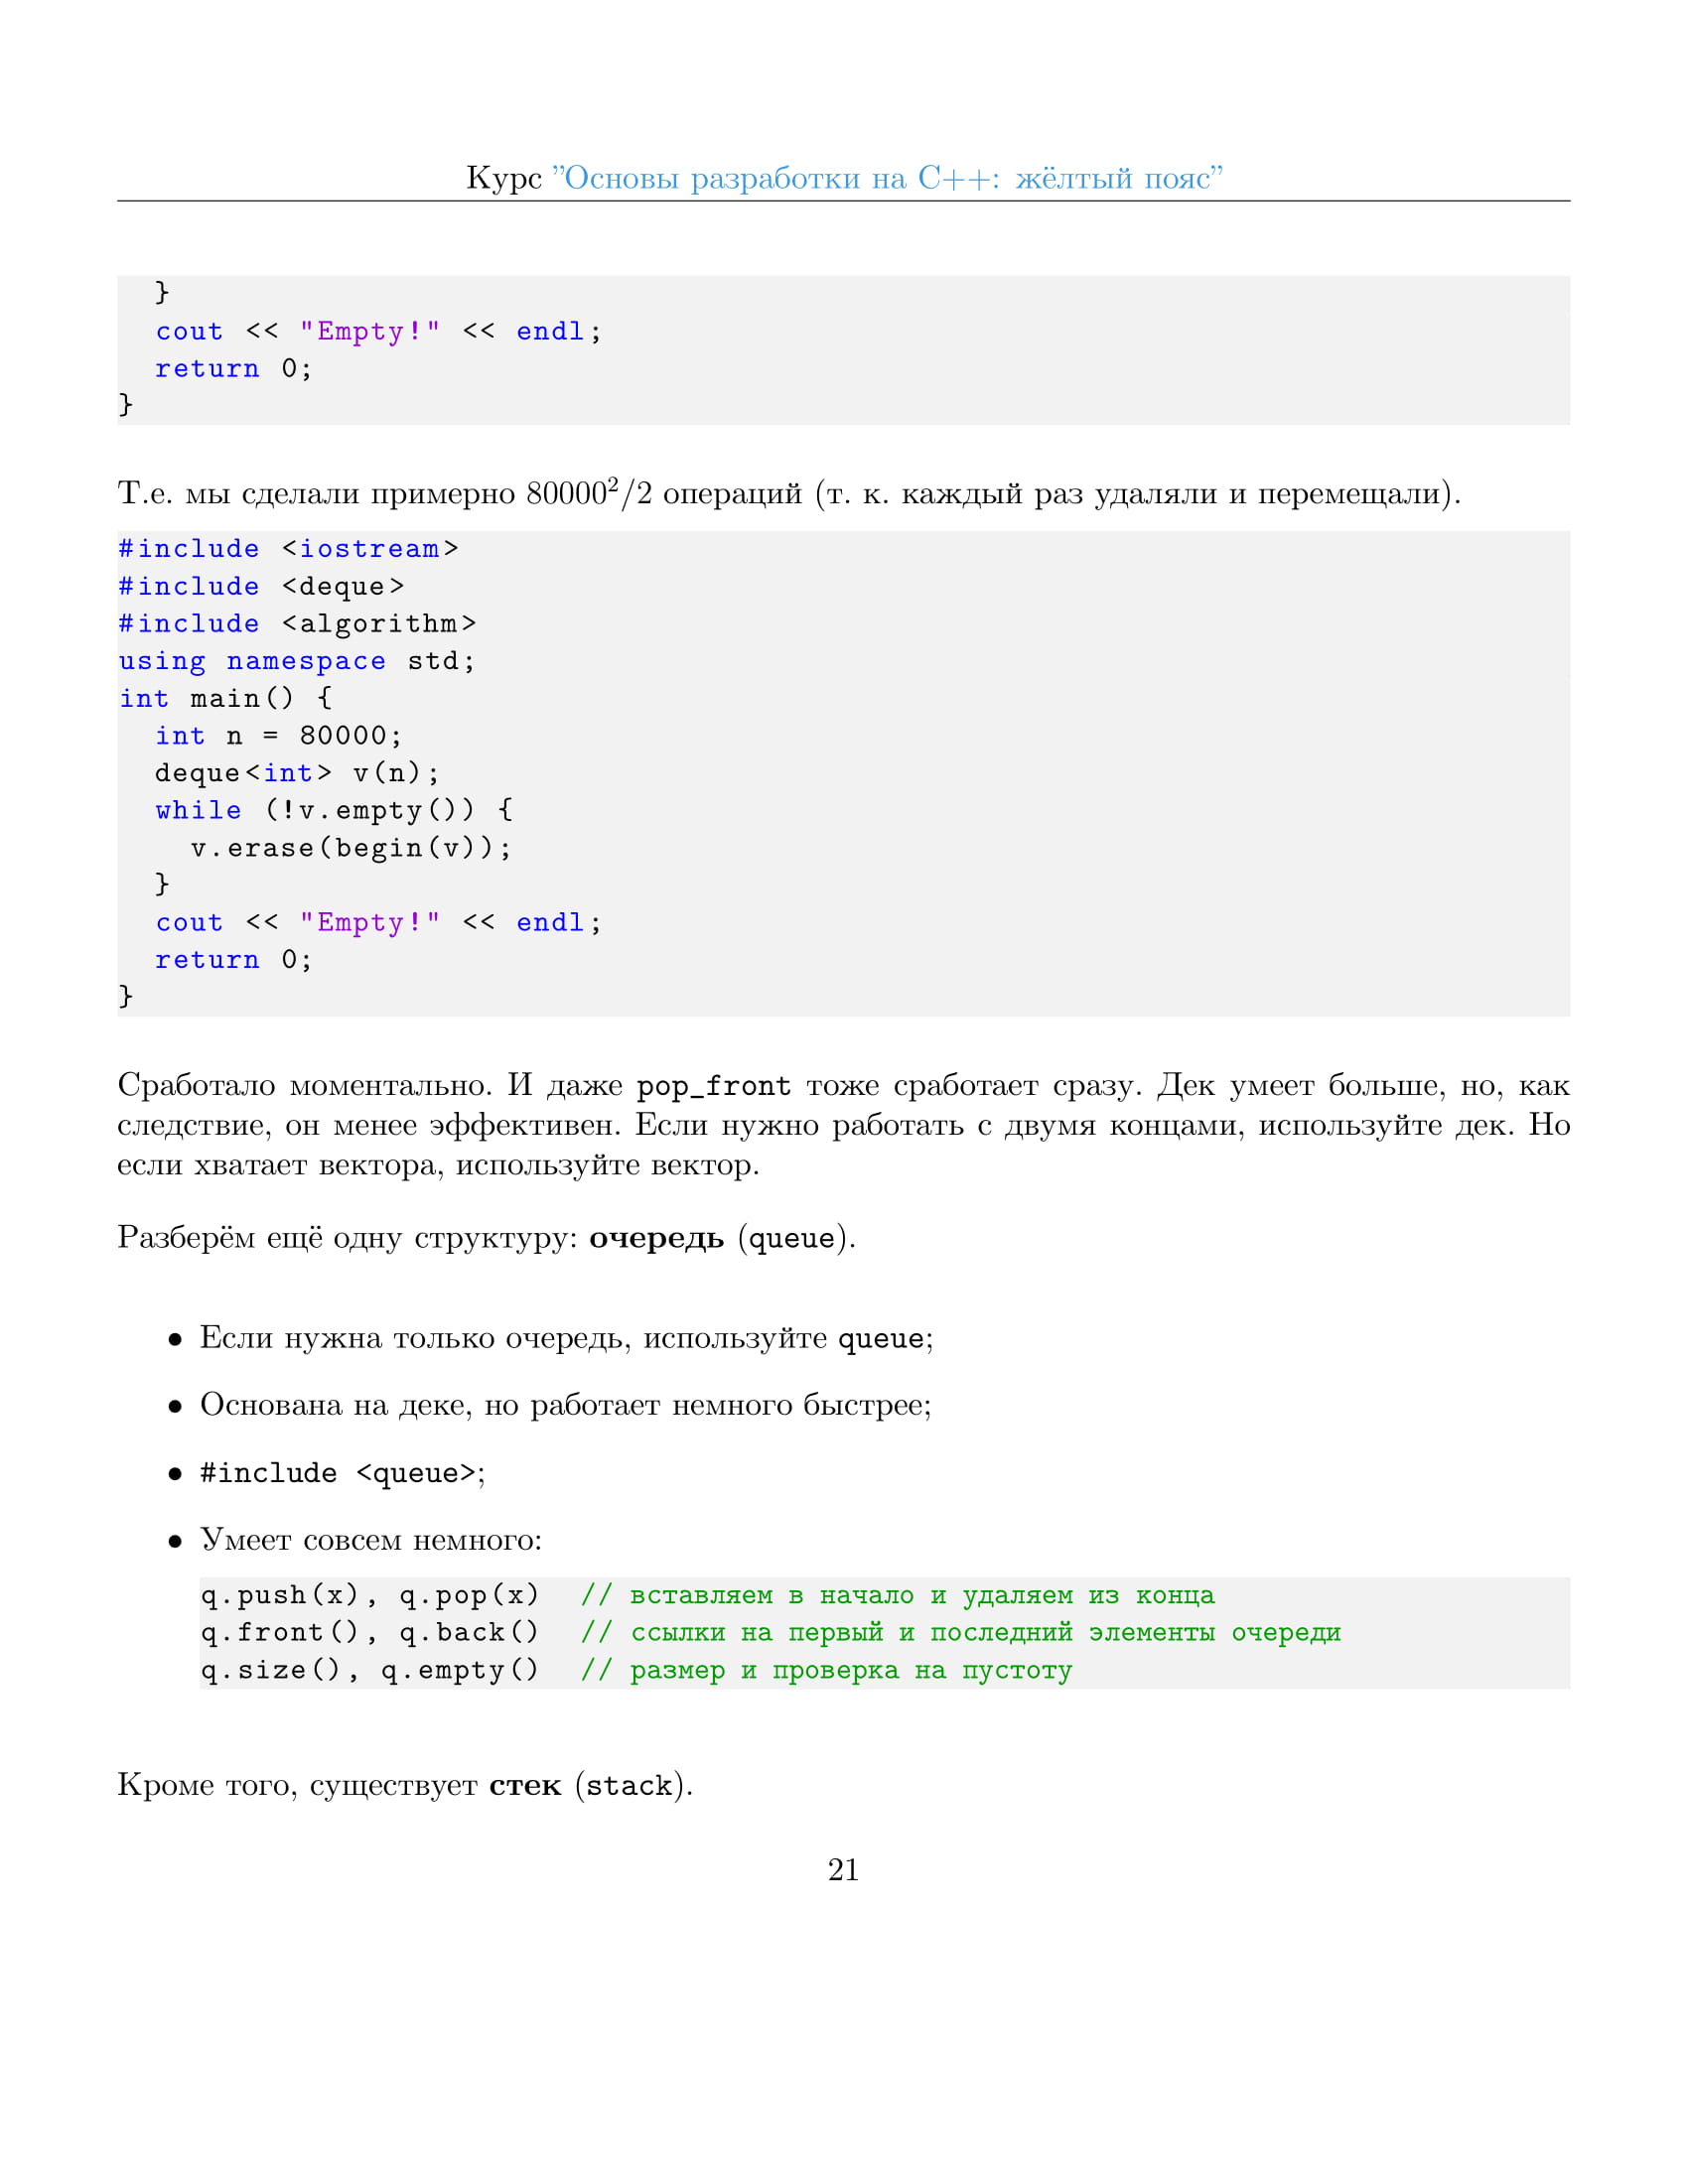 Курс ”Основы разработки на C++: жёлтый пояс”
  }
  cout << "Empty!" << endl;
  return 0;
}
Т.е. мы сделали примерно 80000²/2 операций (т. к. каждый раз удаляли и перемещали).
#include <iostream>
#include <deque>
#include <algorithm>
using namespace std;
int main() {
  int n = 80000;
  deque<int> v(n);
  while (!v.empty()) {
    v.erase(begin(v));
  }
  cout << "Empty!" << endl;
  return 0;
}
Сработало моментально. И даже pop_front тоже сработает сразу. Дек умеет больше, но, как
следствие, он менее эффективен. Если нужно работать с двумя концами, используйте дек. Но
если хватает вектора, используйте вектор.
Разберём ещё одну структуру: очередь (queue).
• Если нужна только очередь, используйте queue;
• Основана на деке, но работает немного быстрее;
• #include <queue>;
• Умеет совсем немного:
q.push(x), q.pop(x)  // вставляем в начало и удаляем из конца
q.front(), q.back()  // ссылки на первый и последний элементы очереди
q.size(), q.empty()  // размер и проверка на пустоту
Кроме того, существует стек (stack).
21